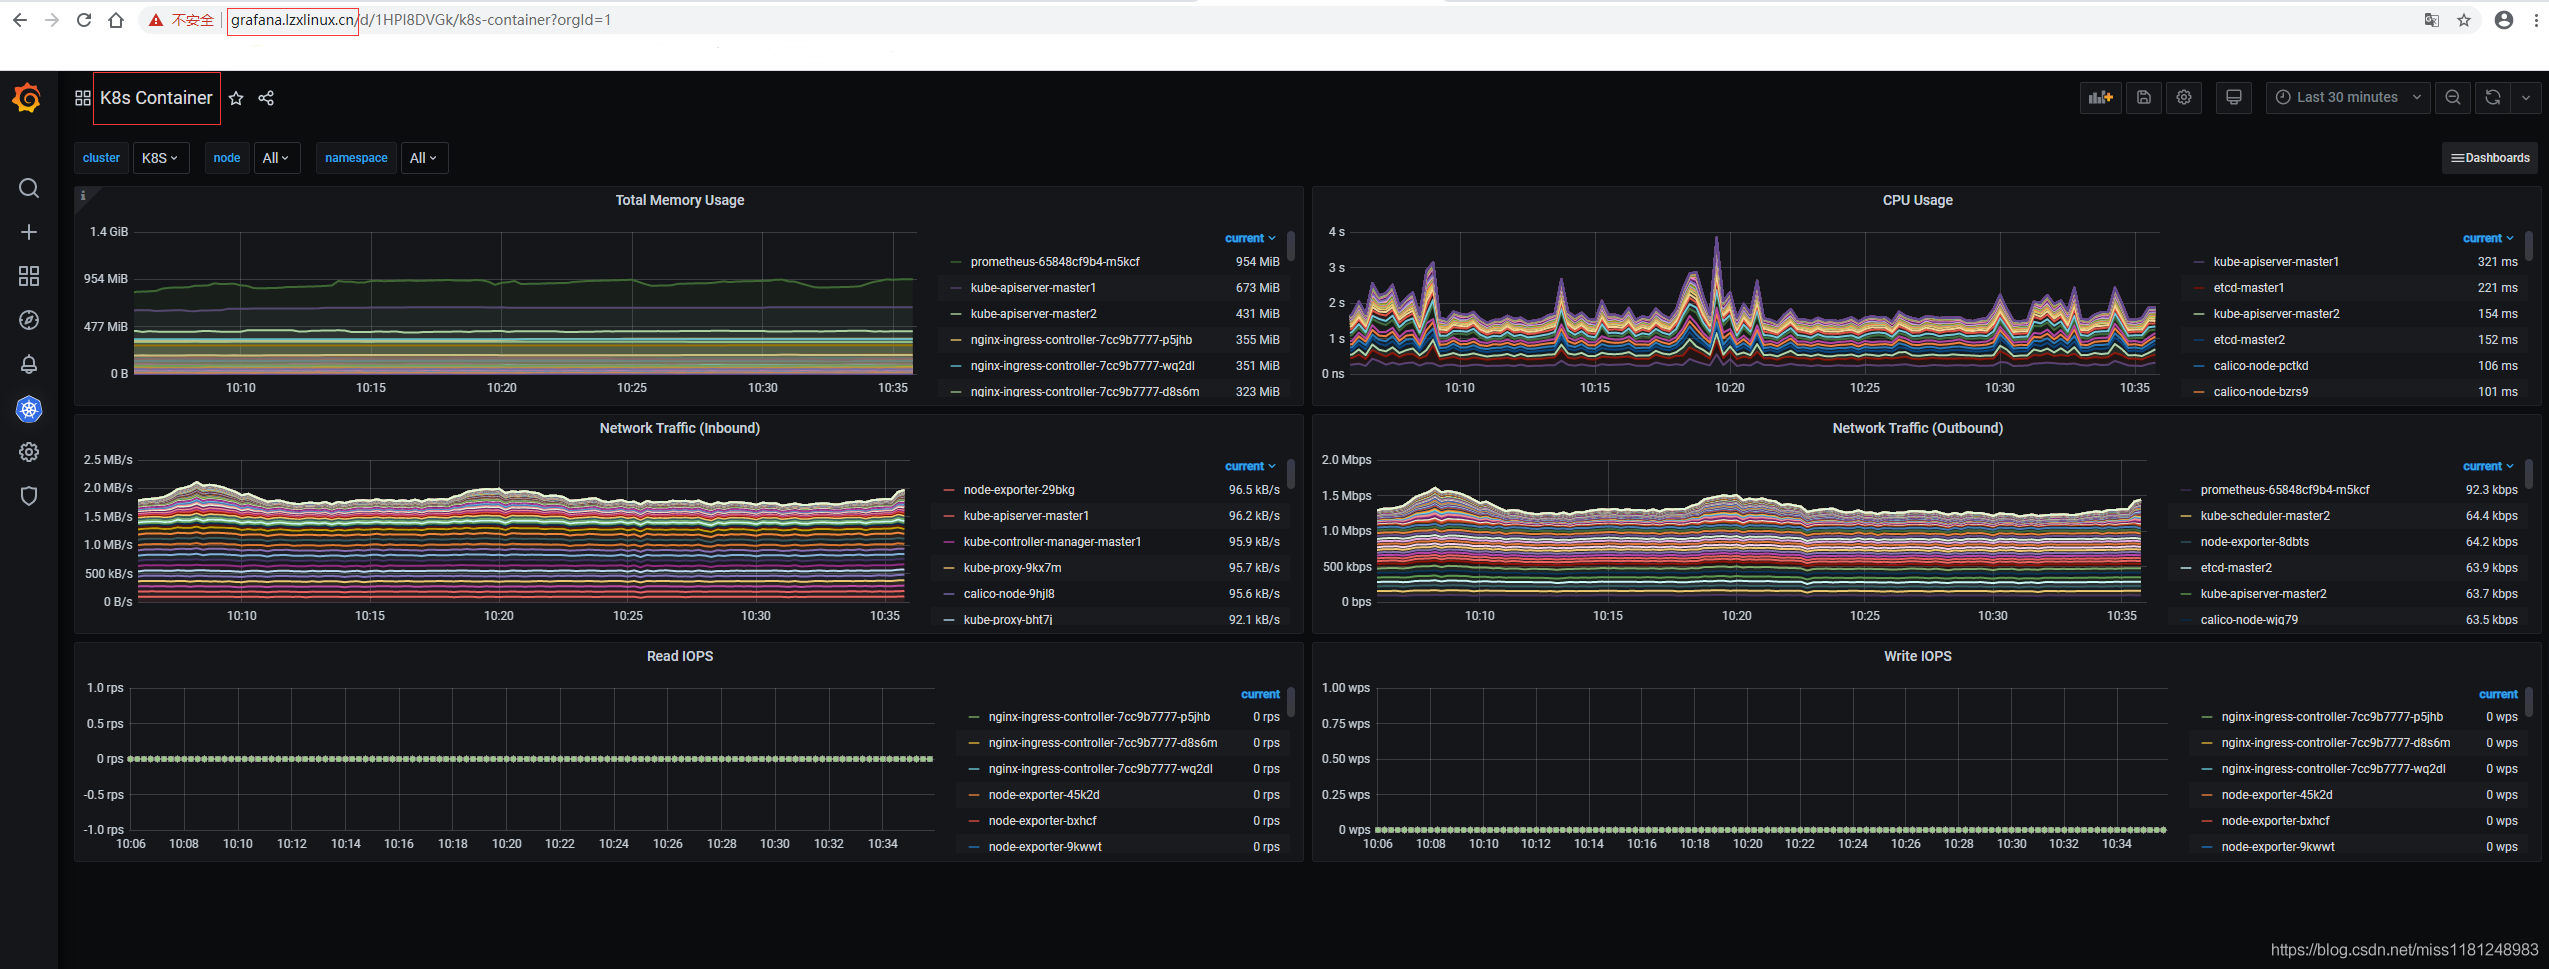 不安全 grafana.lzxlinux.cn/d/1HPI8DVGk/k8s-container?orgId=1
K8s Container
Last 30 minutes
cluster K8S node All namespace All
Dashboards
Total Memory Usage
1.4 GiB
954 MiB
477 MiB
0 B
10:10 10:15 10:20 10:25 10:30 10:35
current
prometheus-65848cf9b4-m5kcf 954 MiB
kube-apiserver-master1 673 MiB
kube-apiserver-master2 431 MiB
nginx-ingress-controller-7cc9b7777-p5jhb 355 MiB
nginx-ingress-controller-7cc9b7777-wq2dl 351 MiB
nginx-ingress-controller-7cc9b7777-d8s6m 323 MiB
CPU Usage
4 s
3 s
2 s
1 s
0 ns
10:10 10:15 10:20 10:25 10:30 10:35
current
kube-apiserver-master1 321 ms
etcd-master1 221 ms
kube-apiserver-master2 154 ms
etcd-master2 152 ms
calico-node-pctkd 106 ms
calico-node-bzrs9 101 ms
Network Traffic (Inbound)
2.5 MB/s
2.0 MB/s
1.5 MB/s
1.0 MB/s
500 kB/s
0 B/s
10:10 10:15 10:20 10:25 10:30 10:35
current
node-exporter-29bkg 96.5 kB/s
kube-apiserver-master1 96.2 kB/s
kube-controller-manager-master1 95.9 kB/s
kube-proxy-9kx7m 95.7 kB/s
calico-node-9hjl8 95.6 kB/s
kube-proxy-bht7j 92.1 kB/s
Network Traffic (Outbound)
2.0 Mbps
1.5 Mbps
1.0 Mbps
500 kbps
0 bps
10:10 10:15 10:20 10:25 10:30 10:35
current
prometheus-65848cf9b4-m5kcf 92.3 kbps
kube-scheduler-master2 64.4 kbps
node-exporter-8dbts 64.2 kbps
etcd-master2 63.9 kbps
kube-apiserver-master2 63.7 kbps
calico-node-wjq79 63.5 kbps
Read IOPS
1.0 rps
0.5 rps
0 rps
-0.5 rps
-1.0 rps
10:06 10:08 10:10 10:12 10:14 10:16 10:18 10:20 10:22 10:24 10:26 10:28 10:30 10:32 10:34
current
nginx-ingress-controller-7cc9b7777-p5jhb 0 rps
nginx-ingress-controller-7cc9b7777-d8s6m 0 rps
nginx-ingress-controller-7cc9b7777-wq2dl 0 rps
node-exporter-45k2d 0 rps
node-exporter-bxhcf 0 rps
node-exporter-9kwwt 0 rps
Write IOPS
1.00 wps
0.75 wps
0.50 wps
0.25 wps
0 wps
10:06 10:08 10:10 10:12 10:14 10:16 10:18 10:20 10:22 10:24 10:26 10:28 10:30 10:32 10:34
current
nginx-ingress-controller-7cc9b7777-p5jhb 0 wps
nginx-ingress-controller-7cc9b7777-d8s6m 0 wps
nginx-ingress-controller-7cc9b7777-wq2dl 0 wps
node-exporter-45k2d 0 wps
node-exporter-bxhcf 0 wps
node-exporter-9kwwt 0 wps
https://blog.csdn.net/miss1181248983